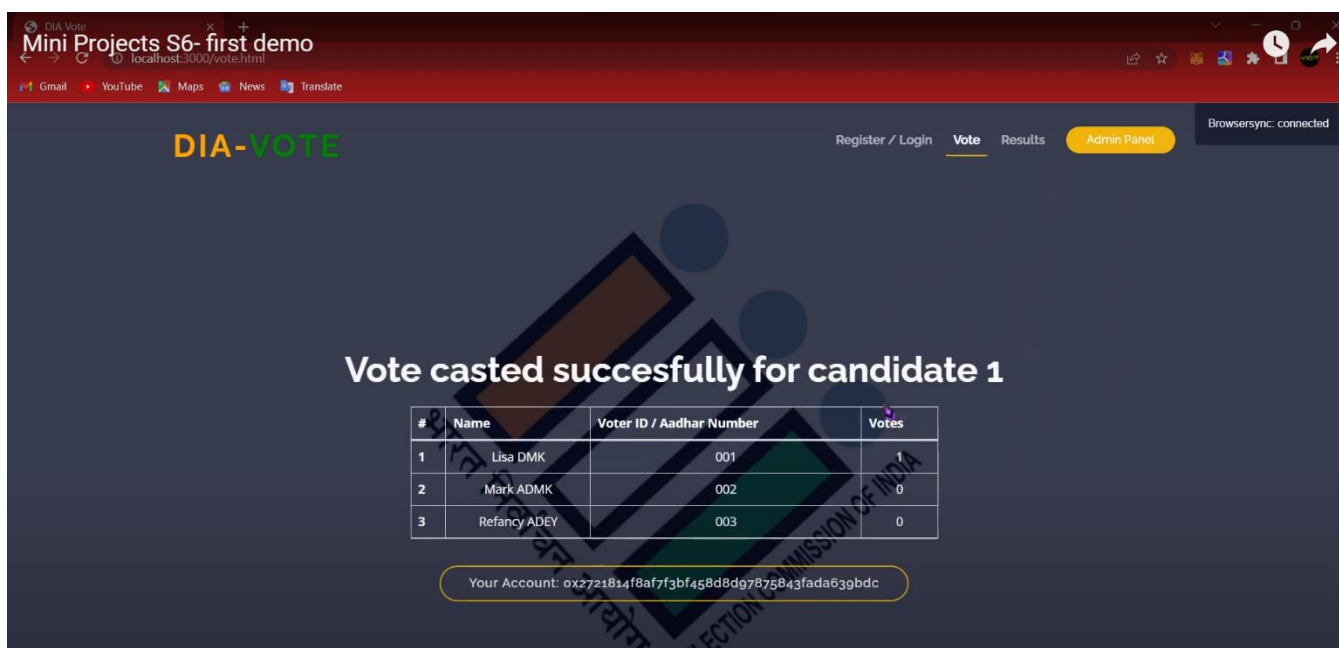 DIA Vote
Mini Projects S6- first demo
localhost:3000/vote.html
Gmail YouTube Maps News Translate
Browsersync: connected
DIA-VOTE
Register / Login Vote Results Admin Panel
Vote casted succesfully for candidate 1
# Name Voter ID / Aadhar Number Votes
1 Lisa DMK 001 1
2 Mark ADMK 002 0
3 Refancy ADEY 003 0
Your Account: 0x2721814f8af7f3bf458d8d97875843fada639bdc
भारत निर्वाचन आयोग
ELECTION COMMISSION OF INDIA